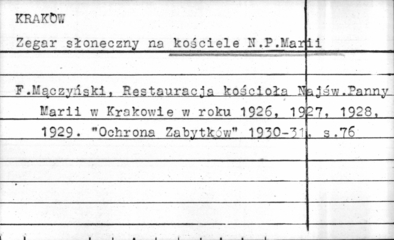 KRAKÓW
Zegar słoneczny na kościele N.P.Marii
F.Mączyński, Restauracja kościoła Najśw.Panny
Marii w Krakowie w roku 1926, 1927, 1928,
1929. "Ochrona Zabytków" 1930-31, s.76